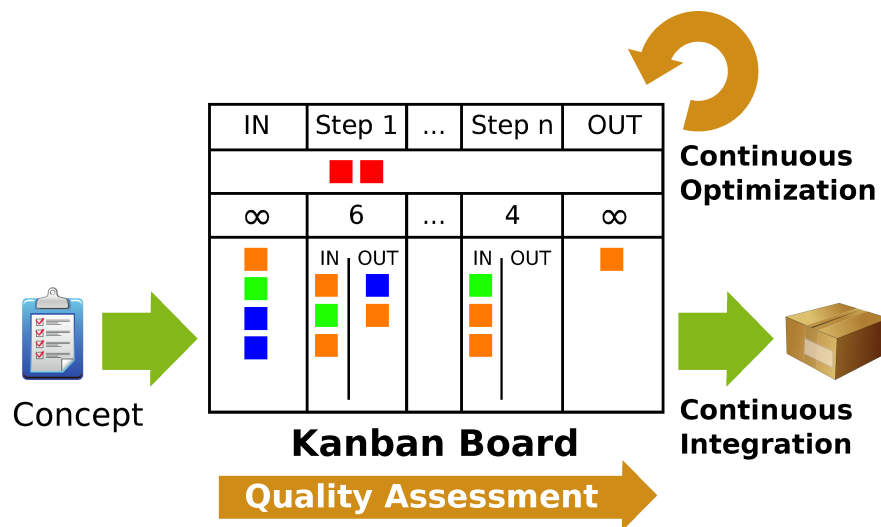 IN Step 1 ... Step n OUT
Continuous
Optimization
∞ 6 ... 4 ∞
IN OUT IN OUT
Concept
Continuous
Integration
Kanban Board
Quality Assessment